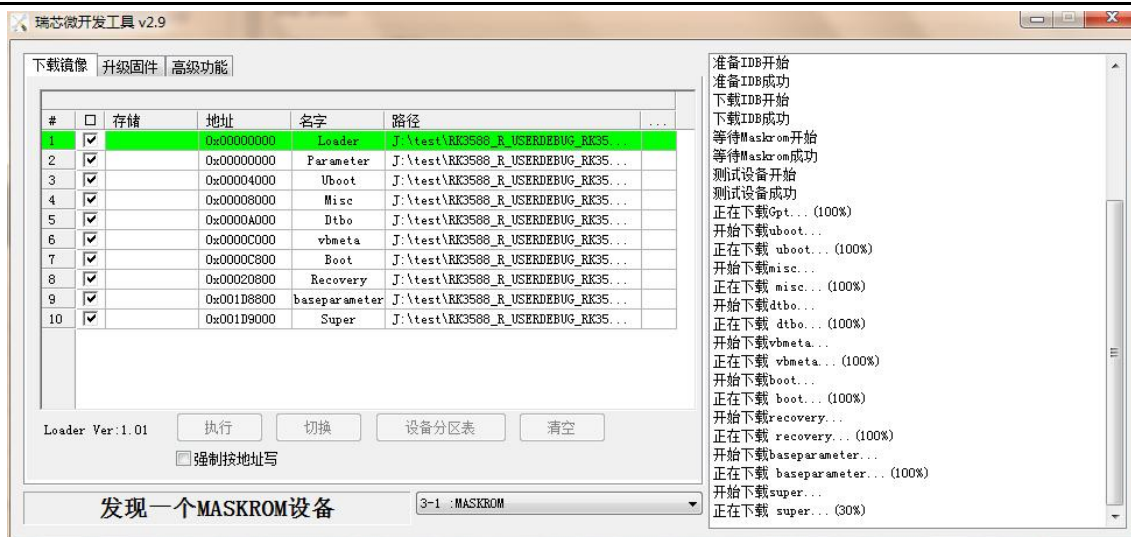 瑞芯微开发工具 v2.9
下载镜像 升级固件 高级功能
# 存储 地址 名字 路径 ...
1 0x00000000 Loader J:\test\RK3588_R_USERDEBUG_RK35...
2 0x00000000 Parameter J:\test\RK3588_R_USERDEBUG_RK35...
3 0x00004000 Uboot J:\test\RK3588_R_USERDEBUG_RK35...
4 0x00008000 Misc J:\test\RK3588_R_USERDEBUG_RK35...
5 0x0000A000 Dtbo J:\test\RK3588_R_USERDEBUG_RK35...
6 0x0000C000 vbmeta J:\test\RK3588_R_USERDEBUG_RK35...
7 0x0000C800 Boot J:\test\RK3588_R_USERDEBUG_RK35...
8 0x00020800 Recovery J:\test\RK3588_R_USERDEBUG_RK35...
9 0x001D8800 baseparameter J:\test\RK3588_R_USERDEBUG_RK35...
10 0x001D9000 Super J:\test\RK3588_R_USERDEBUG_RK35...
Loader Ver:1.01 执行 切换 设备分区表 清空
强制按地址写
发现一个MASKROM设备 3-1 :MASKROM
准备IDB开始
准备IDB成功
下载IDB开始
下载IDB成功
等待Maskrom开始
等待Maskrom成功
测试设备开始
测试设备成功
正在下载Gpt...(100%)
开始下载uboot...
正在下载 uboot...(100%)
开始下载misc...
正在下载 misc...(100%)
开始下载dtbo...
正在下载 dtbo...(100%)
开始下载vbmeta...
正在下载 vbmeta...(100%)
开始下载boot...
正在下载 boot...(100%)
开始下载recovery...
正在下载 recovery...(100%)
开始下载baseparameter...
正在下载 baseparameter...(100%)
开始下载super...
正在下载 super...(30%)